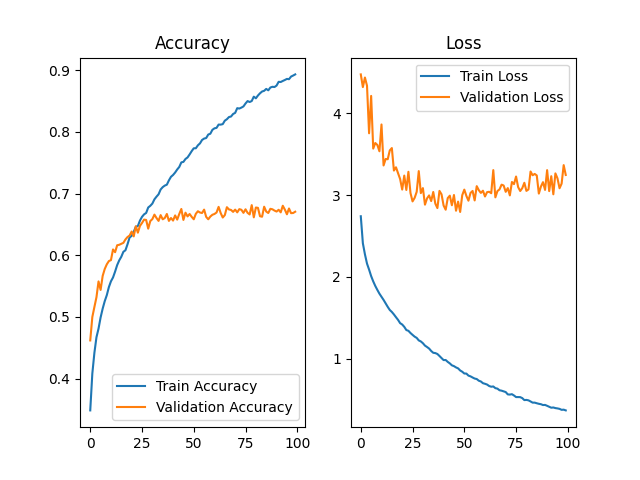 Accuracy
0.9
0.8
0.7
0.6
0.5
0.4
0 25 50 75 100
Train Accuracy
Validation Accuracy
Loss
4
3
2
1
0 25 50 75 100
Train Loss
Validation Loss